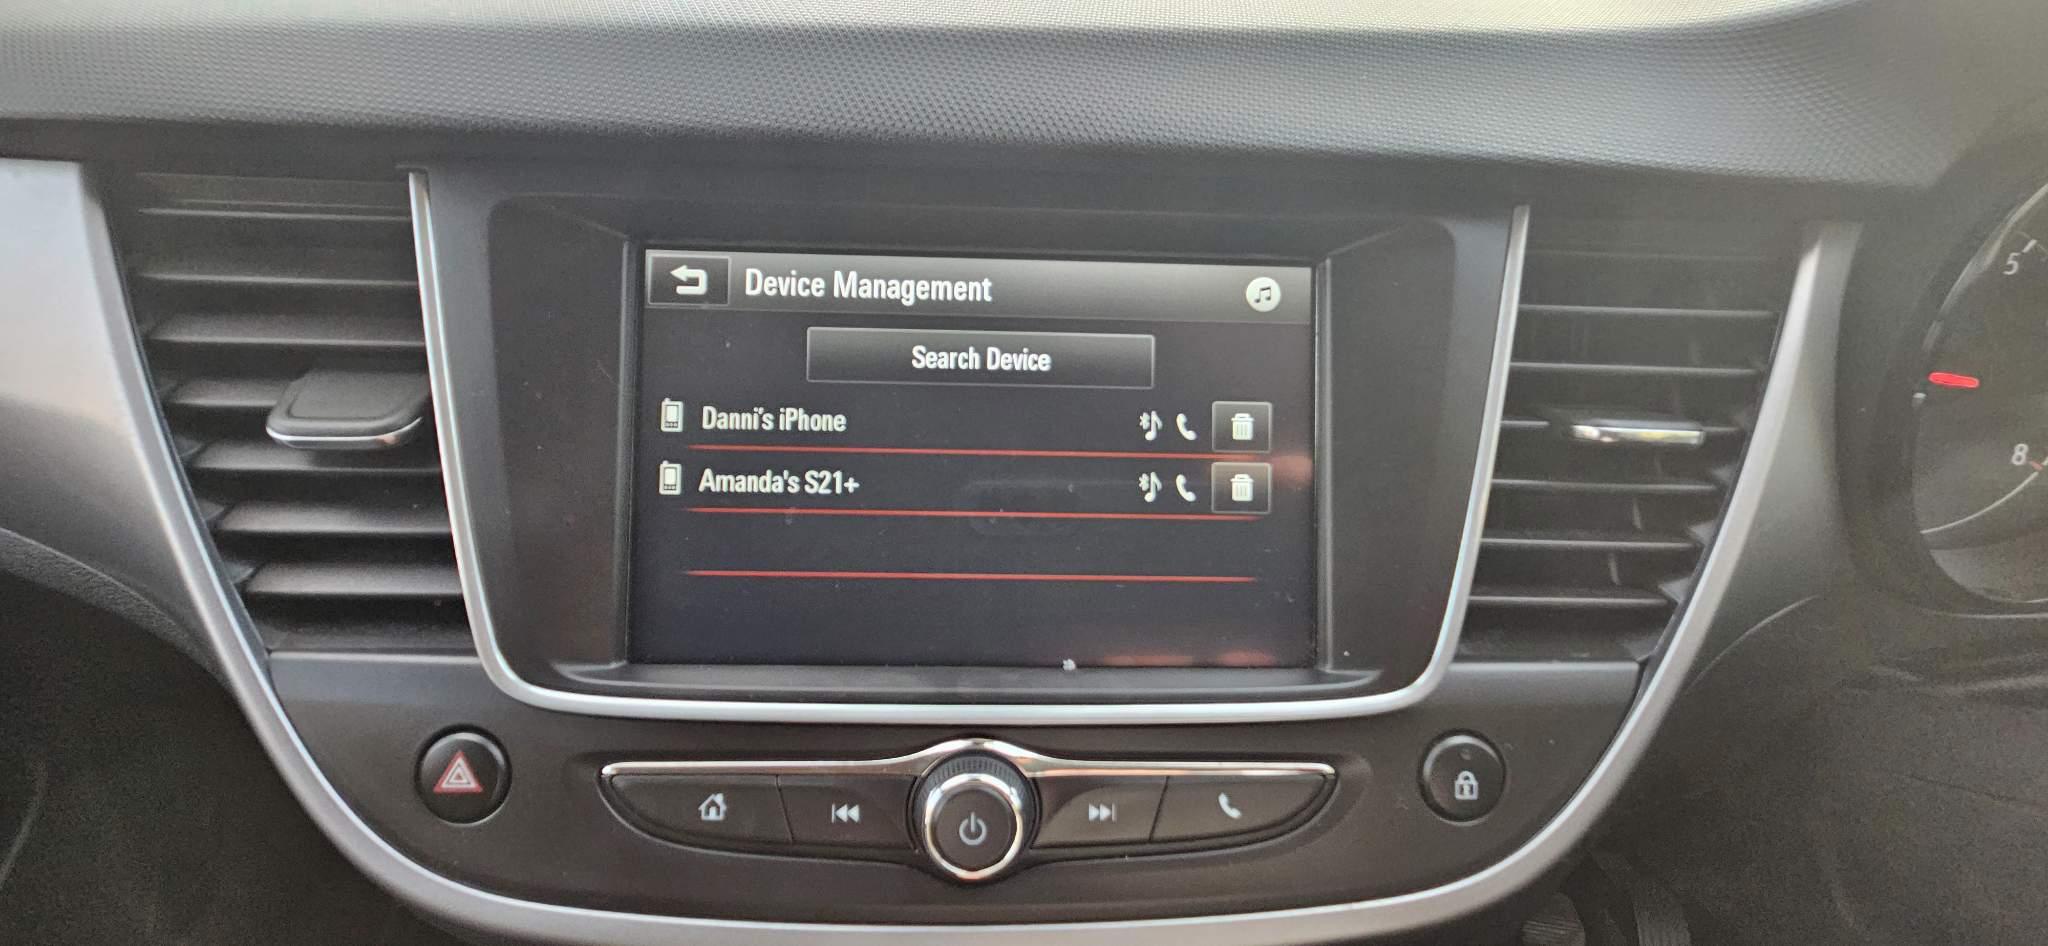 Device Management
Search Device
Danni's iPhone
Amanda's S21+
5
8